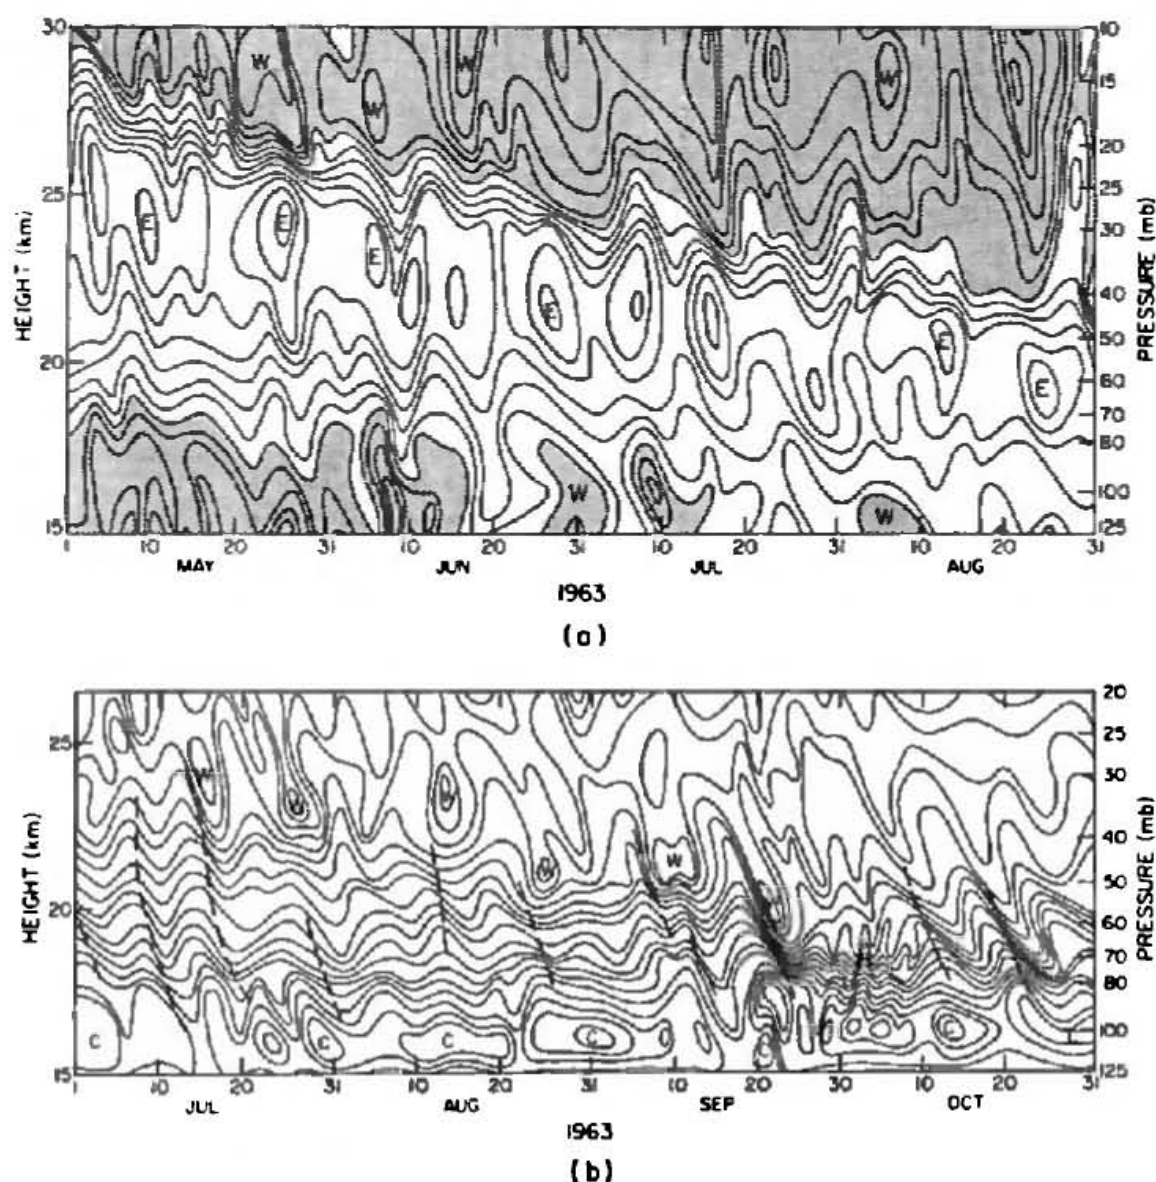 30
25
20
15
HEIGHT (km)
W W W W
E E E E E E
W W
10
15
20
25
30
40
50
60
70
80
100
125
PRESSURE (mb)
1 10 20 31 10 20 31 10 20 31 10 20 31
MAY JUN JUL AUG
1963
(a)
25
20
15
HEIGHT (km)
W W W W
C C C C C
20
25
30
40
50
60
70
80
100
125
PRESSURE (mb)
1 10 20 31 10 20 31 10 20 30 10 20 31
JUL AUG SEP OCT
1963
(b)